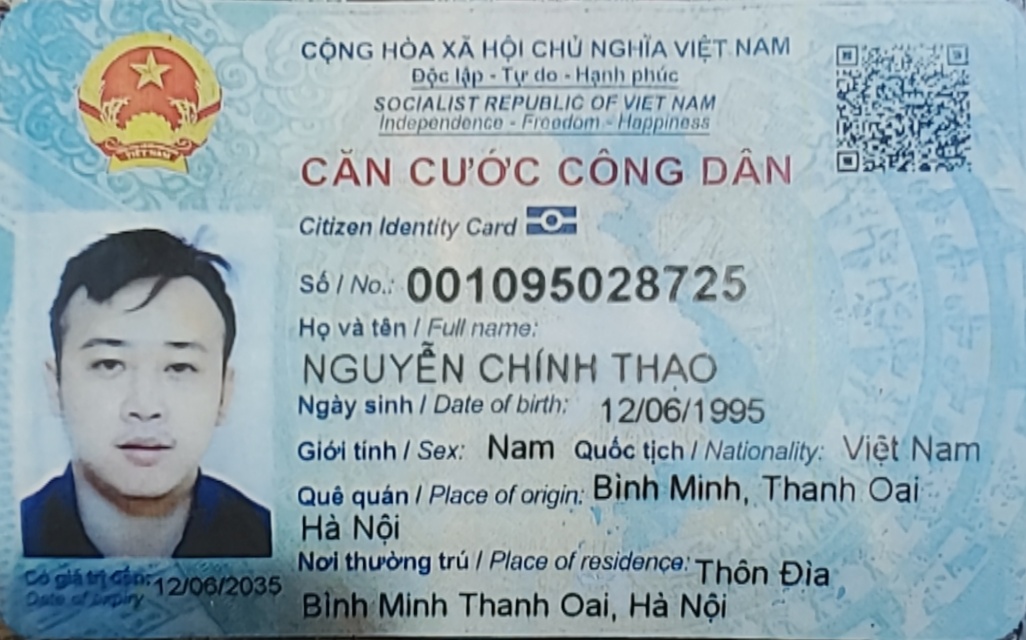 CỘNG HÒA XÃ HỘI CHỦ NGHĨA VIỆT NAM
Độc lập - Tự do - Hạnh phúc
SOCIALIST REPUBLIC OF VIET NAM
Independence - Freedom - Happiness
CĂN CƯỚC CÔNG DÂN
Citizen Identity Card
VIỆT NAM
Số / No.: 001095028725
Họ và tên / Full name:
NGUYỄN CHÍNH THẠO
Ngày sinh / Date of birth: 12/06/1995
Giới tính / Sex: Nam Quốc tịch / Nationality: Việt Nam
Quê quán / Place of origin: Bình Minh, Thanh Oai
Hà Nội
Nơi thường trú / Place of residence: Thôn Đìa
Bình Minh Thanh Oai, Hà Nội
Có giá trị đến: 12/06/2035
Date of expiry